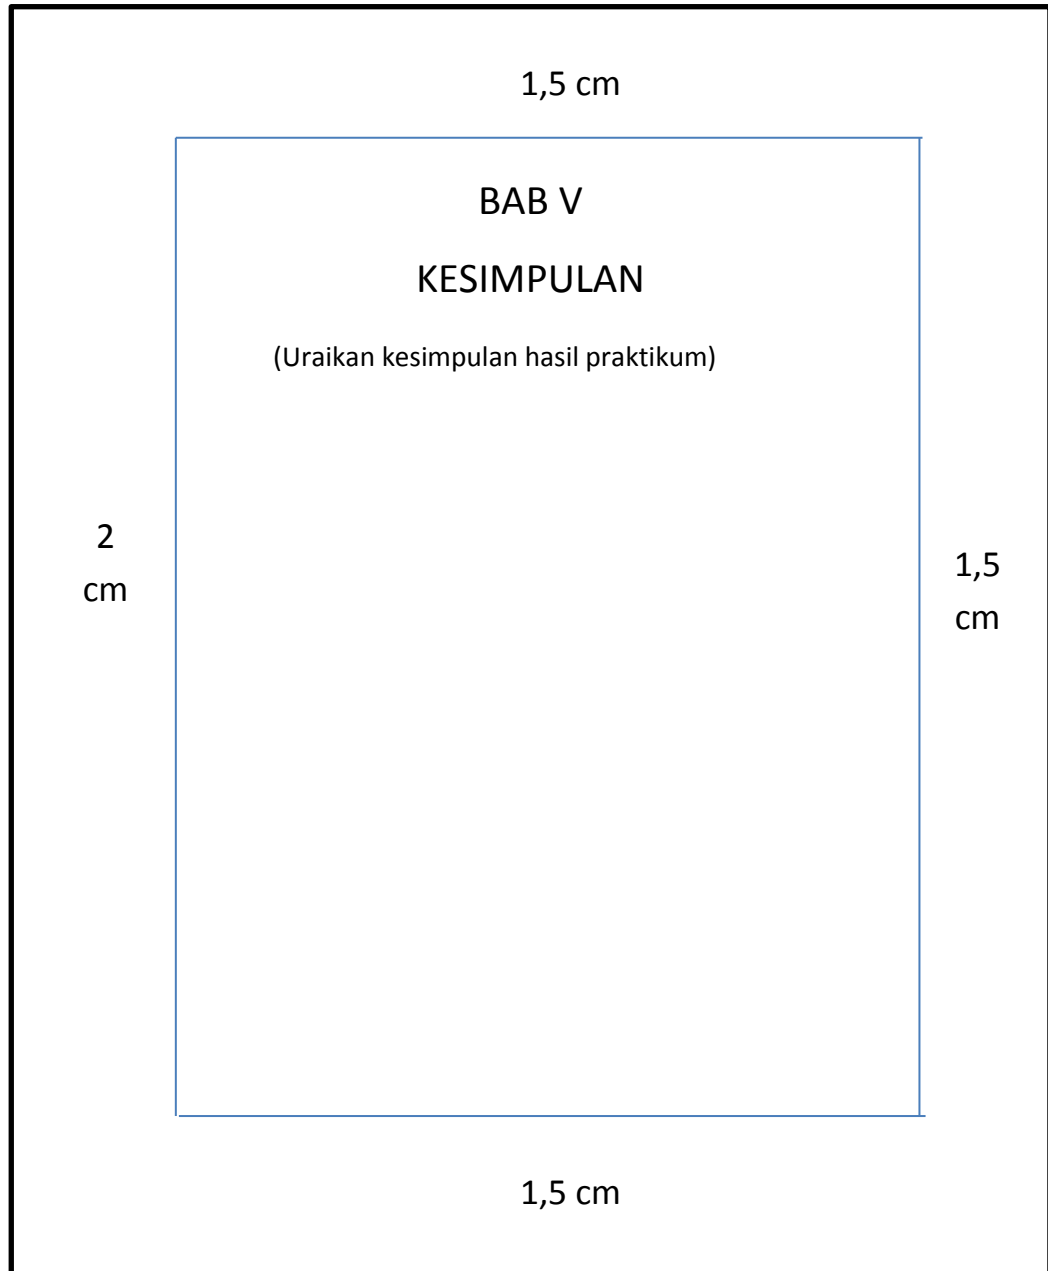 1,5 cm
BAB V
KESIMPULAN
(Uraikan kesimpulan hasil praktikum)
2
cm
1,5
cm
1,5 cm